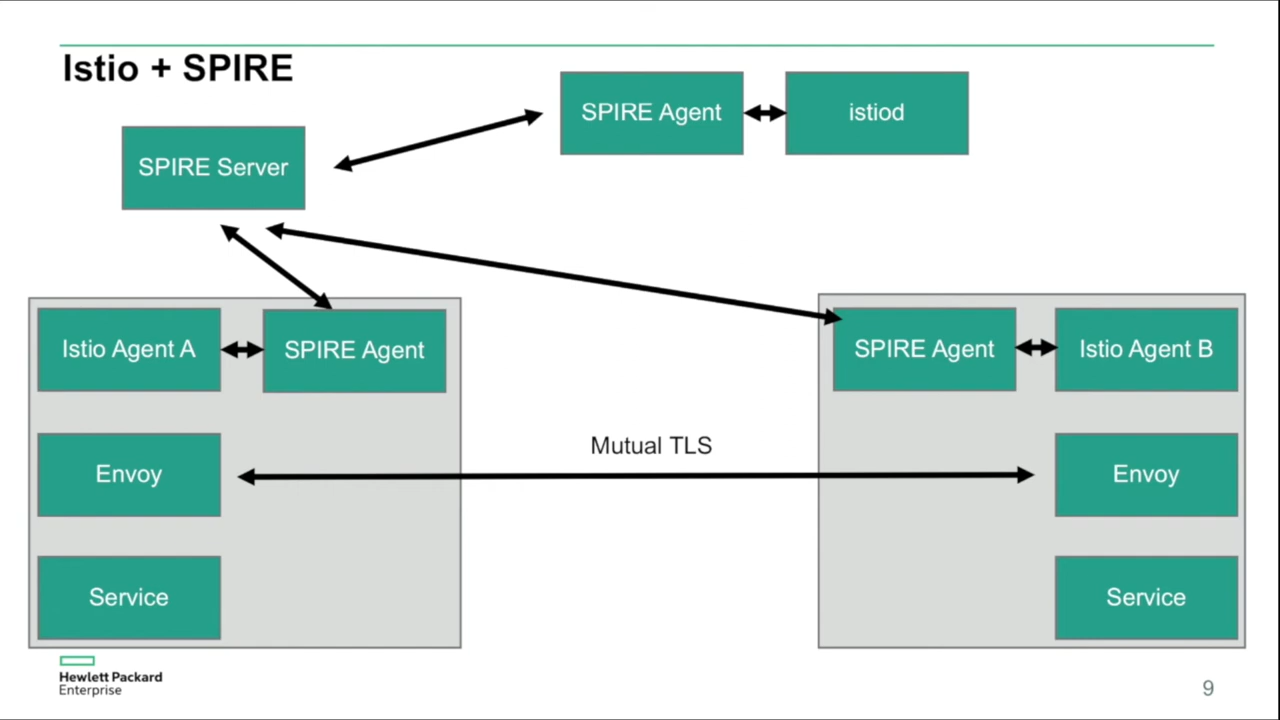 Istio + SPIRE
SPIRE Agent
istiod
SPIRE Server
Istio Agent A
SPIRE Agent
SPIRE Agent
Istio Agent B
Mutual TLS
Envoy
Envoy
Service
Service
Hewlett Packard
Enterprise
9